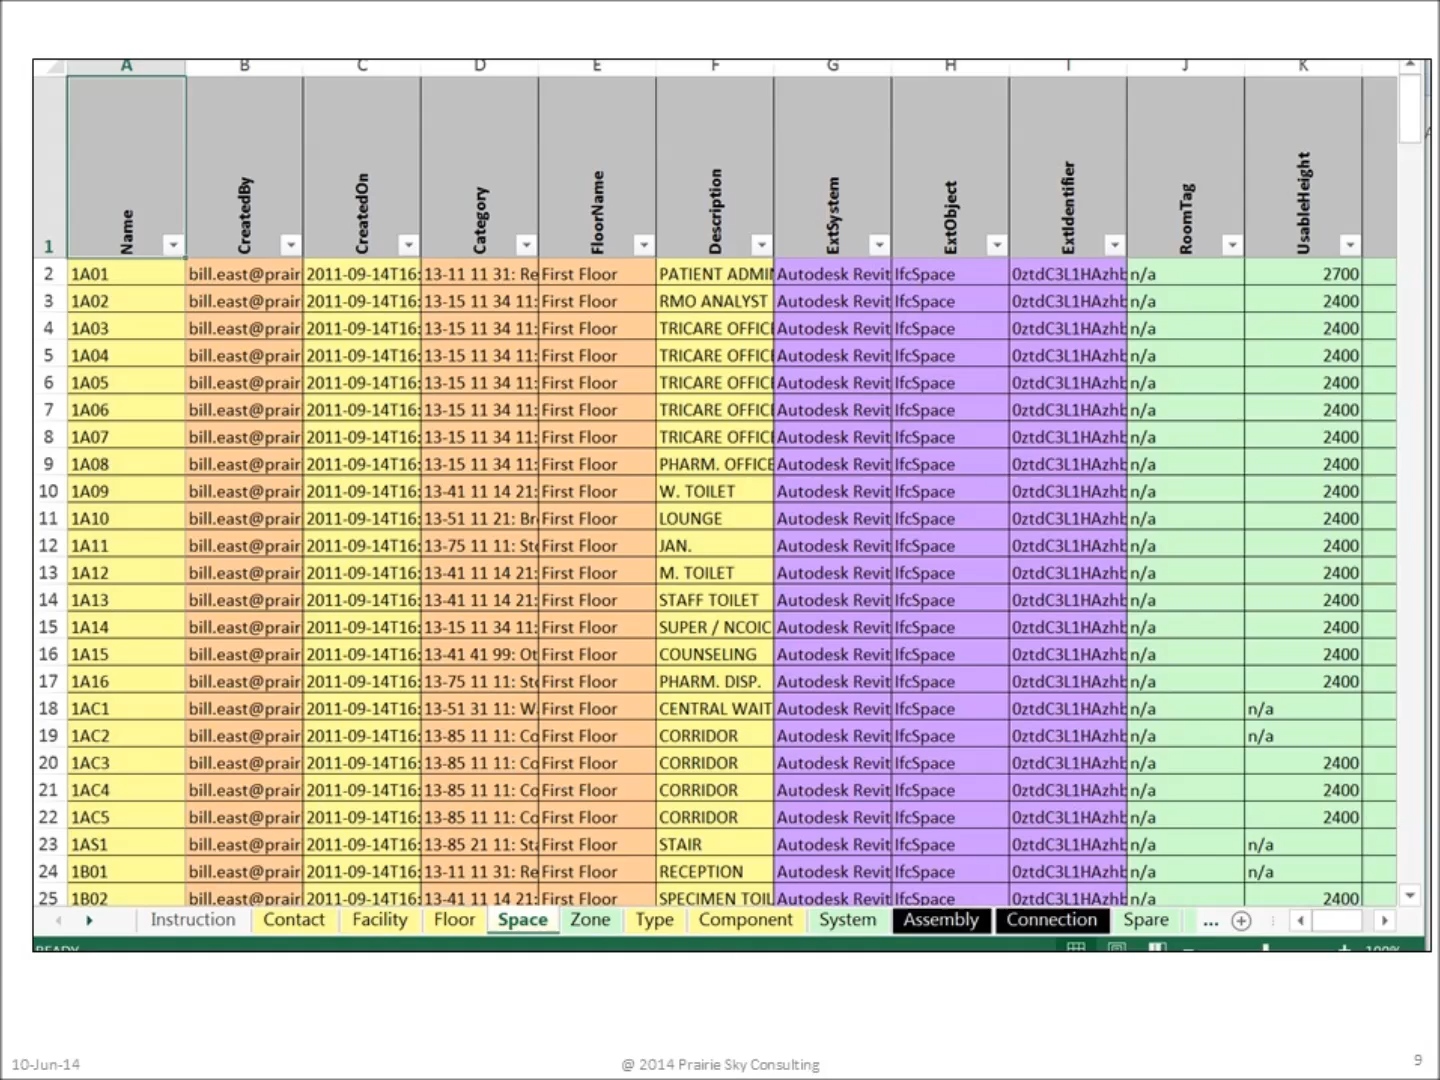 A B C D E F G H I J K
1 Name CreatedBy CreatedOn Category FloorName Description ExtSystem ExtObject ExtIdentifier RoomTag UsableHeight
2 1A01 bill.east@prair 2011-09-14T16: 13-11 11 31: Re First Floor PATIENT ADMI Autodesk Revit IfcSpace 0ztdC3L1HAzhb n/a 2700
3 1A02 bill.east@prair 2011-09-14T16: 13-15 11 34 11: First Floor RMO ANALYST Autodesk Revit IfcSpace 0ztdC3L1HAzhb n/a 2400
4 1A03 bill.east@prair 2011-09-14T16: 13-15 11 34 11: First Floor TRICARE OFFIC Autodesk Revit IfcSpace 0ztdC3L1HAzhb n/a 2400
5 1A04 bill.east@prair 2011-09-14T16: 13-15 11 34 11: First Floor TRICARE OFFIC Autodesk Revit IfcSpace 0ztdC3L1HAzhb n/a 2400
6 1A05 bill.east@prair 2011-09-14T16: 13-15 11 34 11: First Floor TRICARE OFFIC Autodesk Revit IfcSpace 0ztdC3L1HAzhb n/a 2400
7 1A06 bill.east@prair 2011-09-14T16: 13-15 11 34 11: First Floor TRICARE OFFIC Autodesk Revit IfcSpace 0ztdC3L1HAzhb n/a 2400
8 1A07 bill.east@prair 2011-09-14T16: 13-15 11 34 11: First Floor TRICARE OFFIC Autodesk Revit IfcSpace 0ztdC3L1HAzhb n/a 2400
9 1A08 bill.east@prair 2011-09-14T16: 13-15 11 34 11: First Floor PHARM. OFFICE Autodesk Revit IfcSpace 0ztdC3L1HAzhb n/a 2400
10 1A09 bill.east@prair 2011-09-14T16: 13-41 11 14 21: First Floor W. TOILET Autodesk Revit IfcSpace 0ztdC3L1HAzhb n/a 2400
11 1A10 bill.east@prair 2011-09-14T16: 13-51 11 21: Br First Floor LOUNGE Autodesk Revit IfcSpace 0ztdC3L1HAzhb n/a 2400
12 1A11 bill.east@prair 2011-09-14T16: 13-75 11 11: Sto First Floor JAN. Autodesk Revit IfcSpace 0ztdC3L1HAzhb n/a 2400
13 1A12 bill.east@prair 2011-09-14T16: 13-41 11 14 21: First Floor M. TOILET Autodesk Revit IfcSpace 0ztdC3L1HAzhb n/a 2400
14 1A13 bill.east@prair 2011-09-14T16: 13-41 11 14 21: First Floor STAFF TOILET Autodesk Revit IfcSpace 0ztdC3L1HAzhb n/a 2400
15 1A14 bill.east@prair 2011-09-14T16: 13-15 11 34 11: First Floor SUPER / NCOIC Autodesk Revit IfcSpace 0ztdC3L1HAzhb n/a 2400
16 1A15 bill.east@prair 2011-09-14T16: 13-41 41 99: Ot First Floor COUNSELING Autodesk Revit IfcSpace 0ztdC3L1HAzhb n/a 2400
17 1A16 bill.east@prair 2011-09-14T16: 13-75 11 11: Sto First Floor PHARM. DISP. Autodesk Revit IfcSpace 0ztdC3L1HAzhb n/a 2400
18 1AC1 bill.east@prair 2011-09-14T16: 13-51 31 11: W First Floor CENTRAL WAIT Autodesk Revit IfcSpace 0ztdC3L1HAzhb n/a n/a
19 1AC2 bill.east@prair 2011-09-14T16: 13-85 11 11: Co First Floor CORRIDOR Autodesk Revit IfcSpace 0ztdC3L1HAzhb n/a n/a
20 1AC3 bill.east@prair 2011-09-14T16: 13-85 11 11: Co First Floor CORRIDOR Autodesk Revit IfcSpace 0ztdC3L1HAzhb n/a 2400
21 1AC4 bill.east@prair 2011-09-14T16: 13-85 11 11: Co First Floor CORRIDOR Autodesk Revit IfcSpace 0ztdC3L1HAzhb n/a 2400
22 1AC5 bill.east@prair 2011-09-14T16: 13-85 11 11: Co First Floor CORRIDOR Autodesk Revit IfcSpace 0ztdC3L1HAzhb n/a 2400
23 1AS1 bill.east@prair 2011-09-14T16: 13-85 21 11: Sta First Floor STAIR Autodesk Revit IfcSpace 0ztdC3L1HAzhb n/a n/a
24 1B01 bill.east@prair 2011-09-14T16: 13-11 11 31: Re First Floor RECEPTION Autodesk Revit IfcSpace 0ztdC3L1HAzhb n/a n/a
25 1B02 bill.east@prair 2011-09-14T16: 13-41 11 14 21: First Floor SPECIMEN TOIL Autodesk Revit IfcSpace 0ztdC3L1HAzhb n/a 2400
Instruction Contact Facility Floor Space Zone Type Component System Assembly Connection Spare ...
READY 100%
10-Jun-14 @ 2014 Prairie Sky Consulting 9